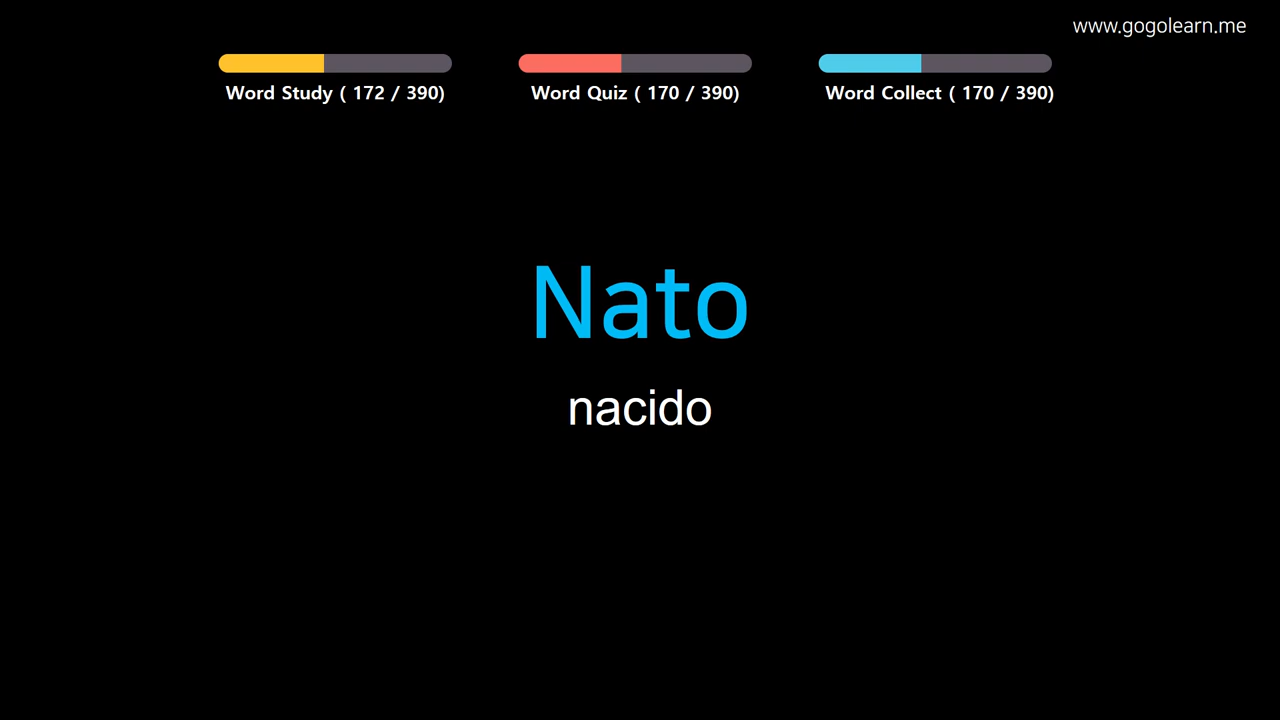 www.gogolearn.me
Word Study ( 172 / 390)
Word Quiz ( 170 / 390)
Word Collect ( 170 / 390)
Nato
nacido